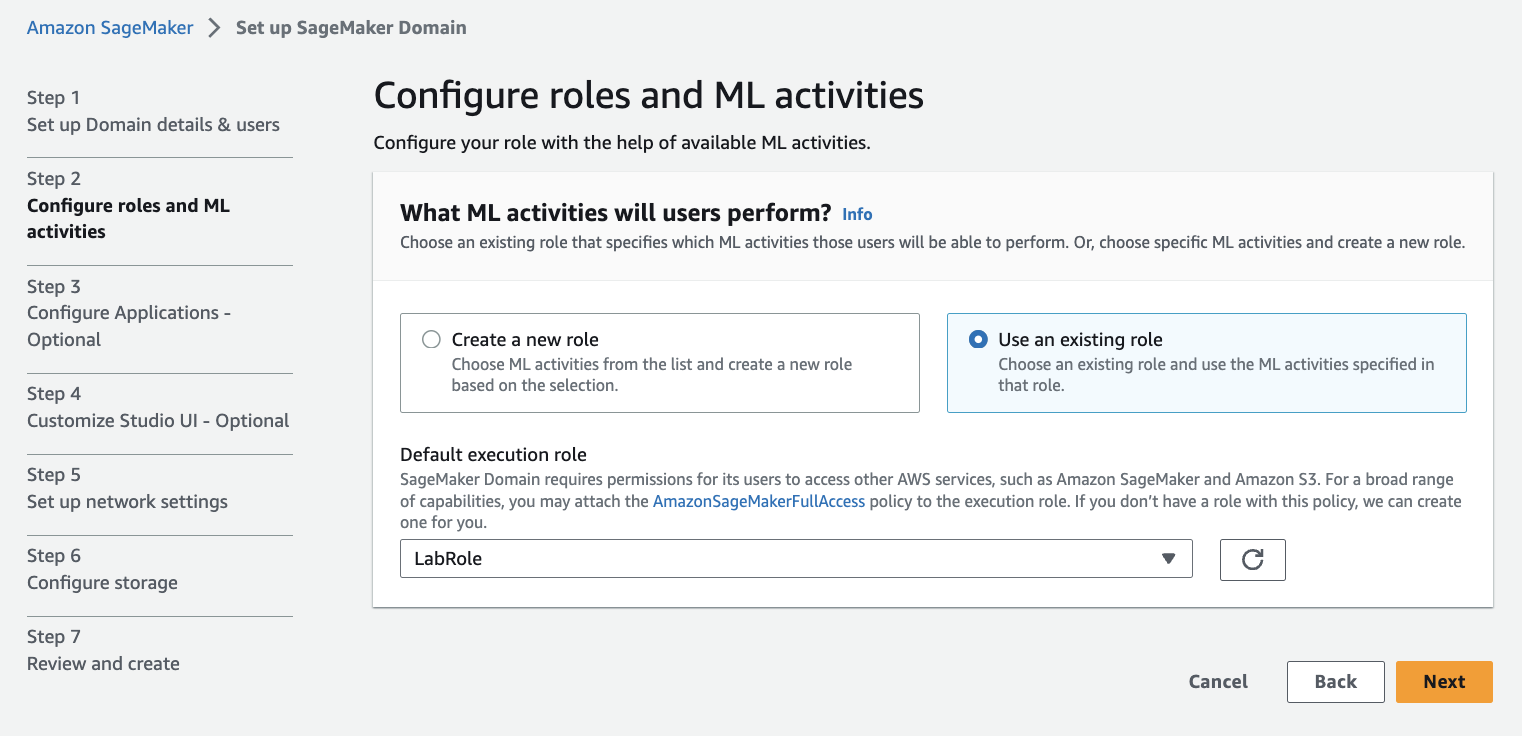 Amazon SageMaker > Set up SageMaker Domain
Step 1
Set up Domain details & users
Step 2
Configure roles and ML
activities
Step 3
Configure Applications -
Optional
Step 4
Customize Studio UI - Optional
Step 5
Set up network settings
Step 6
Configure storage
Step 7
Review and create
Configure roles and ML activities
Configure your role with the help of available ML activities.
What ML activities will users perform? Info
Choose an existing role that specifies which ML activities those users will be able to perform. Or, choose specific ML activities and create a new role.
Create a new role
Choose ML activities from the list and create a new role
based on the selection.
Use an existing role
Choose an existing role and use the ML activities specified in
that role.
Default execution role
SageMaker Domain requires permissions for its users to access other AWS services, such as Amazon SageMaker and Amazon S3. For a broad range
of capabilities, you may attach the AmazonSageMakerFullAccess policy to the execution role. If you don’t have a role with this policy, we can create
one for you.
LabRole
Cancel
Back
Next